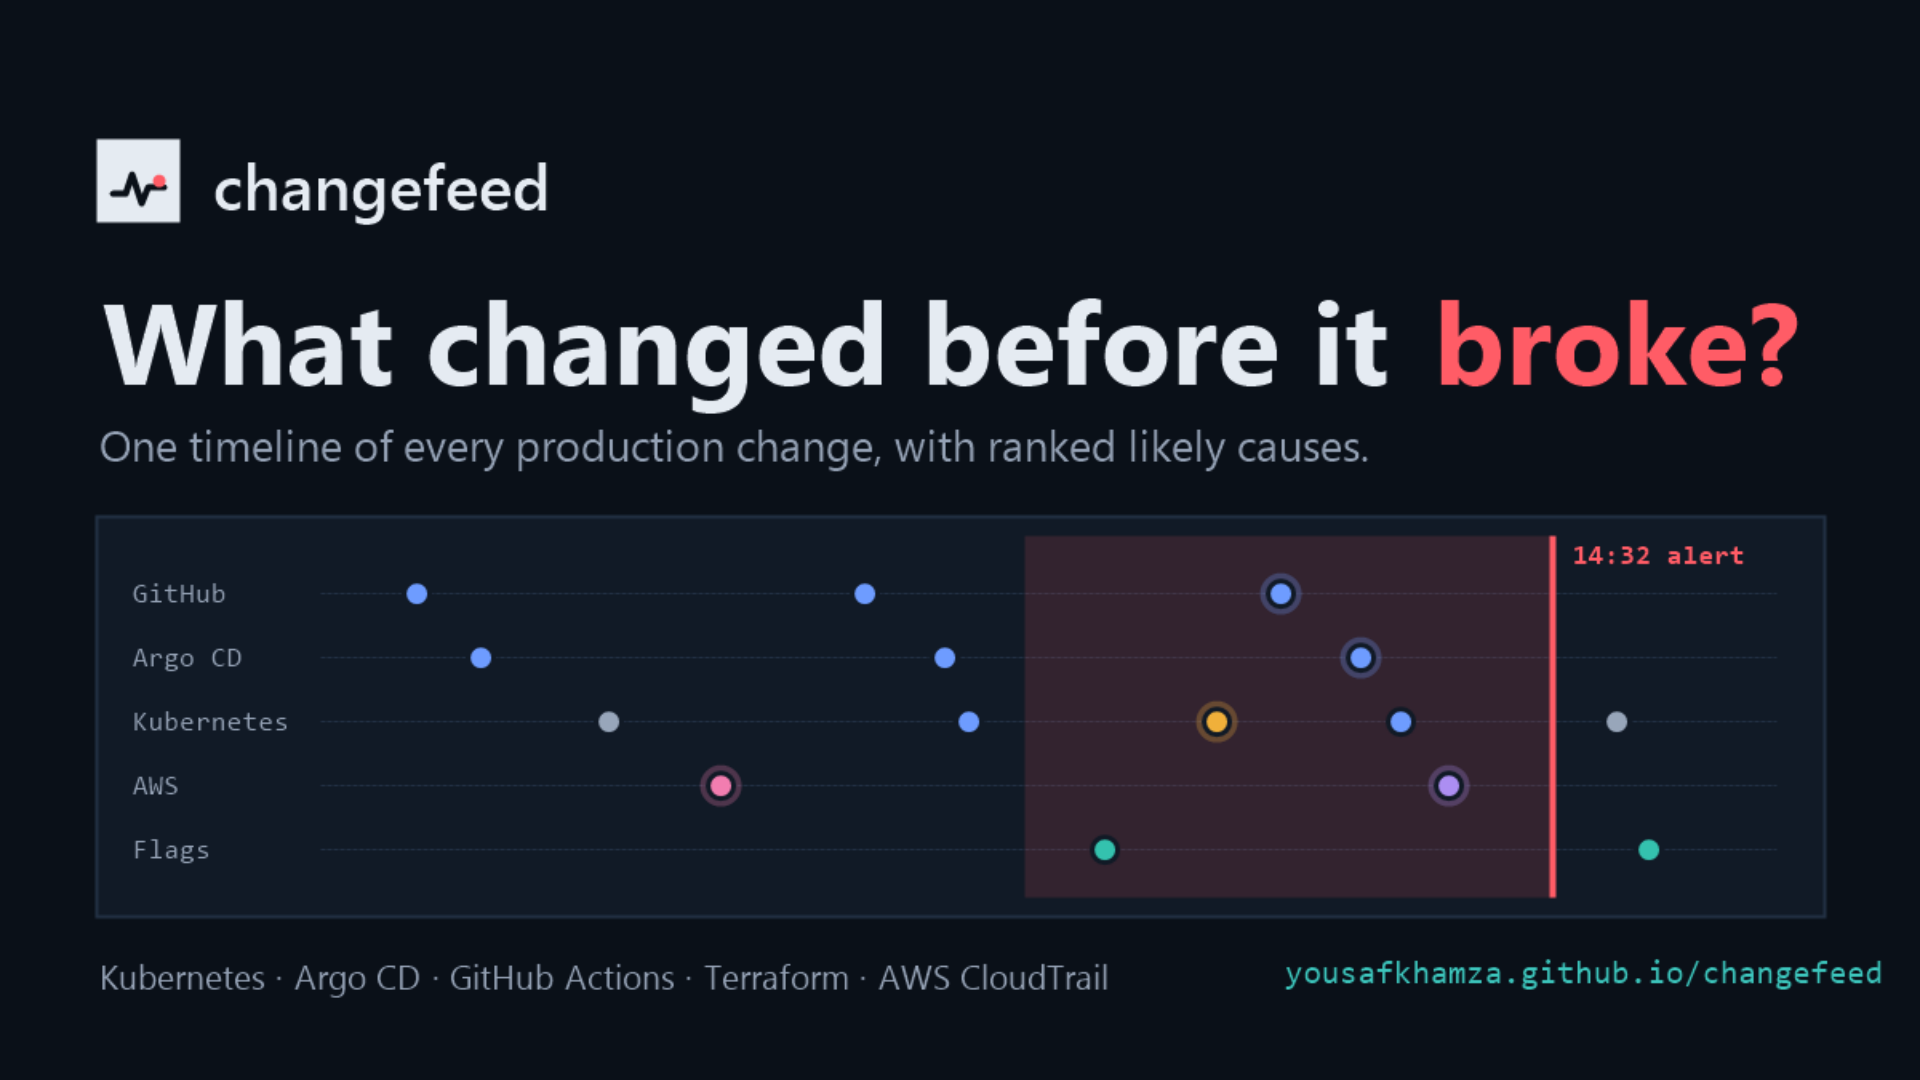 changefeed
What changed before it broke?
One timeline of every production change, with ranked likely causes.
14:32 alert
GitHub
Argo CD
Kubernetes
AWS
Flags
Kubernetes · Argo CD · GitHub Actions · Terraform · AWS CloudTrail
yousafkhamza.github.io/changefeed